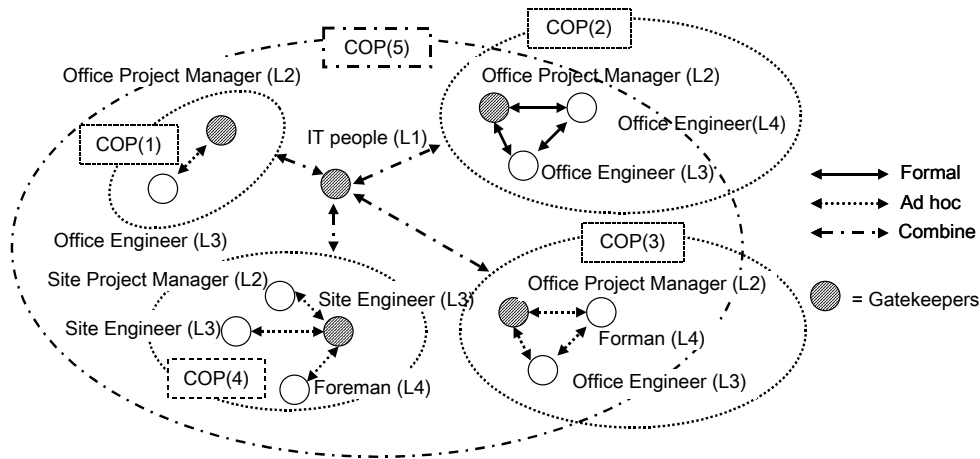 COP(5)
COP(2)
Office Project Manager (L2)
Office Project Manager (L2)
COP(1)
IT people (L1)
Office Engineer(L4)
Office Engineer (L3)
Formal
Ad hoc
Combine
Office Engineer (L3)
COP(3)
Site Project Manager (L2)
Site Engineer (L3)
Office Project Manager (L2)
= Gatekeepers
Site Engineer (L3)
Forman (L4)
COP(4)
Foreman (L4)
Office Engineer (L3)